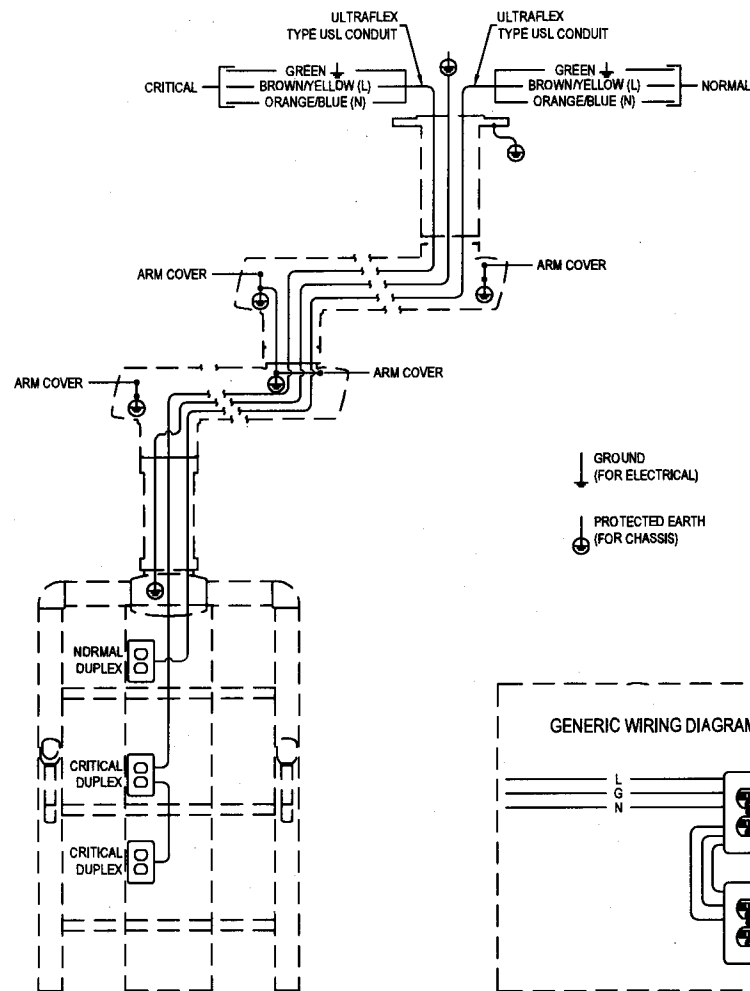 ULTRAFLEX
TYPE USL CONDUIT
ULTRAFLEX
TYPE USL CONDUIT
CRITICAL
GREEN
BROWN/YELLOW (L)
ORANGE/BLUE (N)
GREEN
BROWN/YELLOW (L)
ORANGE/BLUE (N)
NORMAL
ARM COVER
ARM COVER
ARM COVER
ARM COVER
GROUND
(FOR ELECTRICAL)
PROTECTED EARTH
(FOR CHASSIS)
NORMAL
DUPLEX
CRITICAL
DUPLEX
CRITICAL
DUPLEX
GENERIC WIRING DIAGRAM
L
G
N